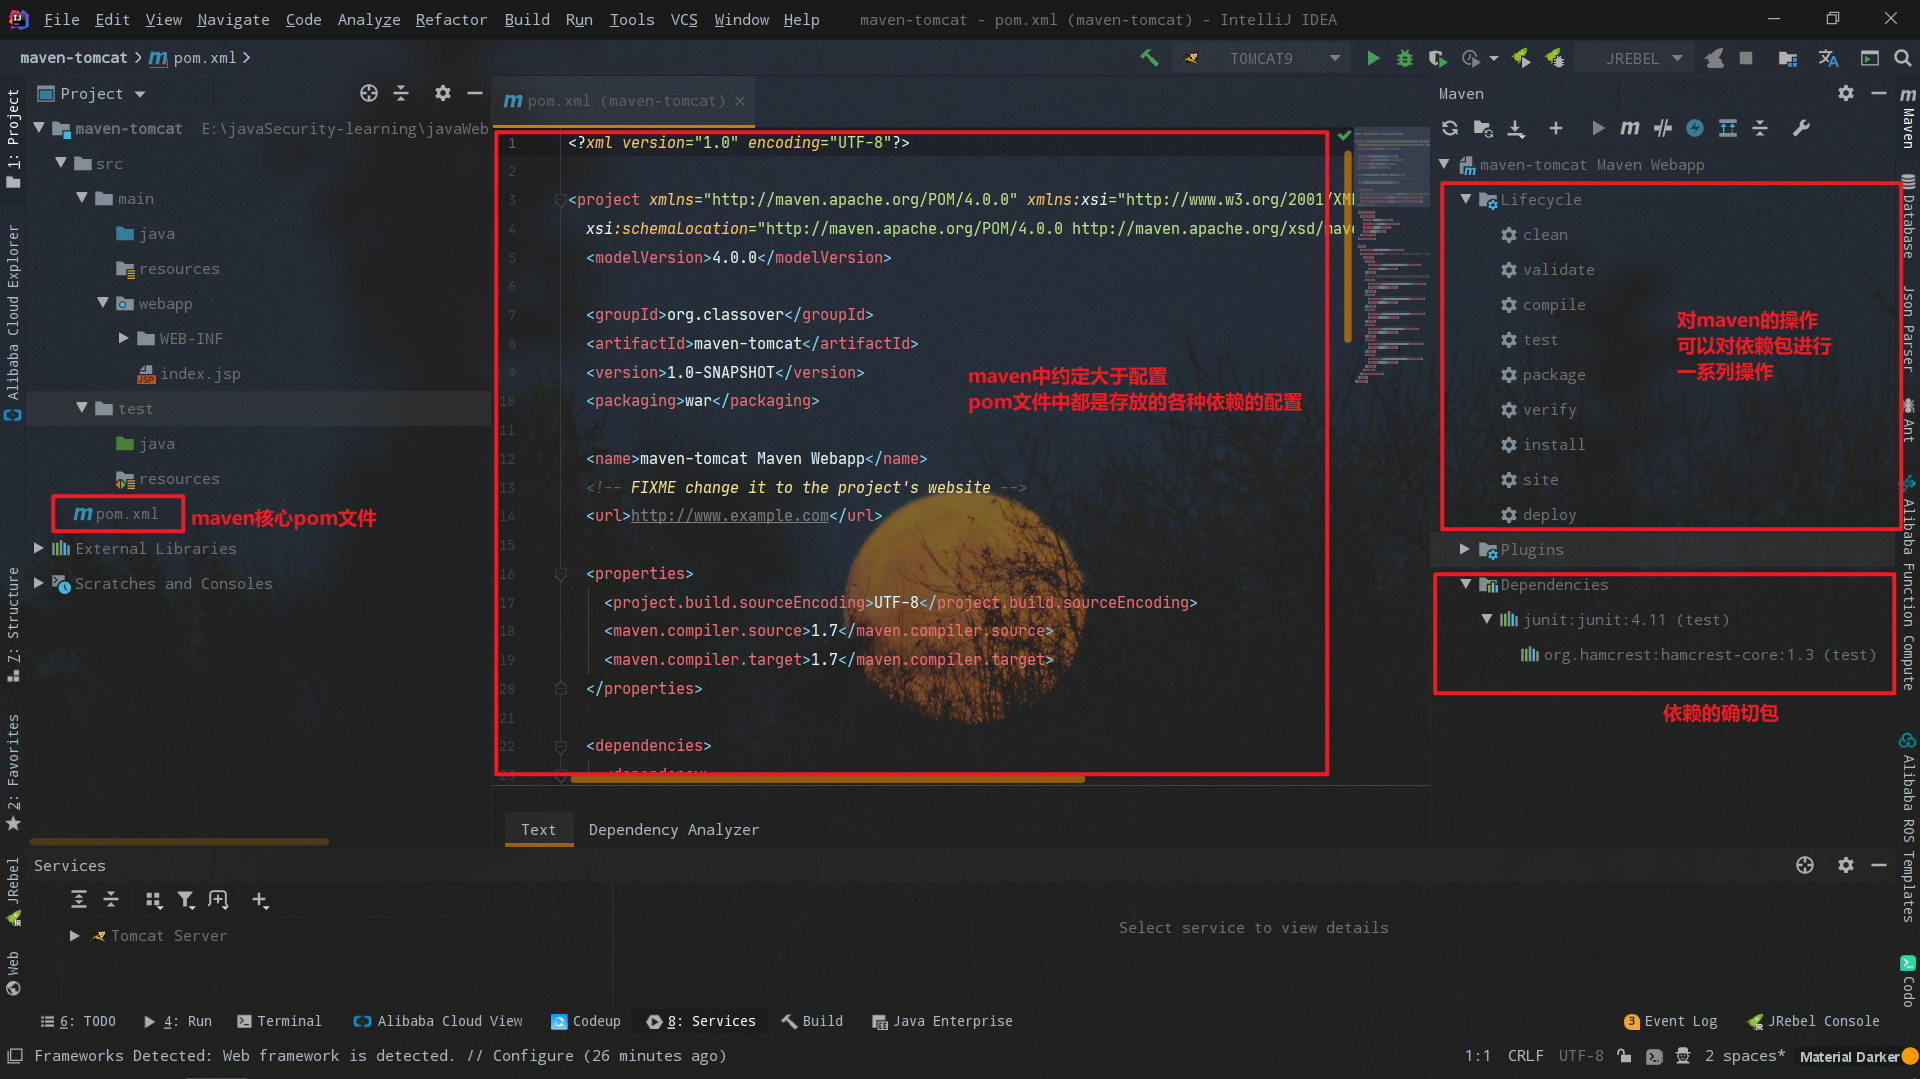 File Edit View Navigate Code Analyze Refactor Build Run Tools VCS Window Help maven-tomcat - pom.xml (maven-tomcat) - IntelliJ IDEA
maven-tomcat pom.xml
TOMCAT9
JREBEL
Project
pom.xml (maven-tomcat)
Maven
1: Project
Alibaba Cloud Explorer
7: Structure
2: Favorites
JRebel
Web
maven-tomcat E:\javaSecurity-learning\javaWeb
src
main
java
resources
webapp
WEB-INF
index.jsp
test
java
resources
pom.xml
maven核心pom文件
External Libraries
Scratches and Consoles
1 <?xml version="1.0" encoding="UTF-8"?>
2
3 <project xmlns="http://maven.apache.org/POM/4.0.0" xmlns:xsi="http://www.w3.org/2001/XM
4 xsi:schemaLocation="http://maven.apache.org/POM/4.0.0 http://maven.apache.org/xsd/mave
5 <modelVersion>4.0.0</modelVersion>
6
7 <groupId>org.classover</groupId>
8 <artifactId>maven-tomcat</artifactId>
9 <version>1.0-SNAPSHOT</version>
10 <packaging>war</packaging>
11
12 <name>maven-tomcat Maven Webapp</name>
13 <!-- FIXME change it to the project's website -->
14 <url>http://www.example.com</url>
15
16 <properties>
17 <project.build.sourceEncoding>UTF-8</project.build.sourceEncoding>
18 <maven.compiler.source>1.7</maven.compiler.source>
19 <maven.compiler.target>1.7</maven.compiler.target>
20 </properties>
21
22 <dependencies>
23 <dependency>
maven中约定大于配置
pom文件中都是存放的各种依赖的配置
Text Dependency Analyzer
maven-tomcat Maven Webapp
Lifecycle
clean
validate
compile
test
package
verify
install
site
deploy
对maven的操作
可以对依赖包进行
一系列操作
Plugins
Dependencies
junit:junit:4.11 (test)
org.hamcrest:hamcrest-core:1.3 (test)
依赖的确切包
Maven
Database
Json Parser
Ant
Alibaba Function Compute
Alibaba ROS Templates
Codo
Services
Tomcat Server
Select service to view details
6: TODO 4: Run Terminal Alibaba Cloud View Codeup 8: Services Build Java Enterprise 3 Event Log JRebel Console
Frameworks Detected: Web framework is detected. // Configure (26 minutes ago) 1:1 CRLF UTF-8 2 spaces* Material Darker